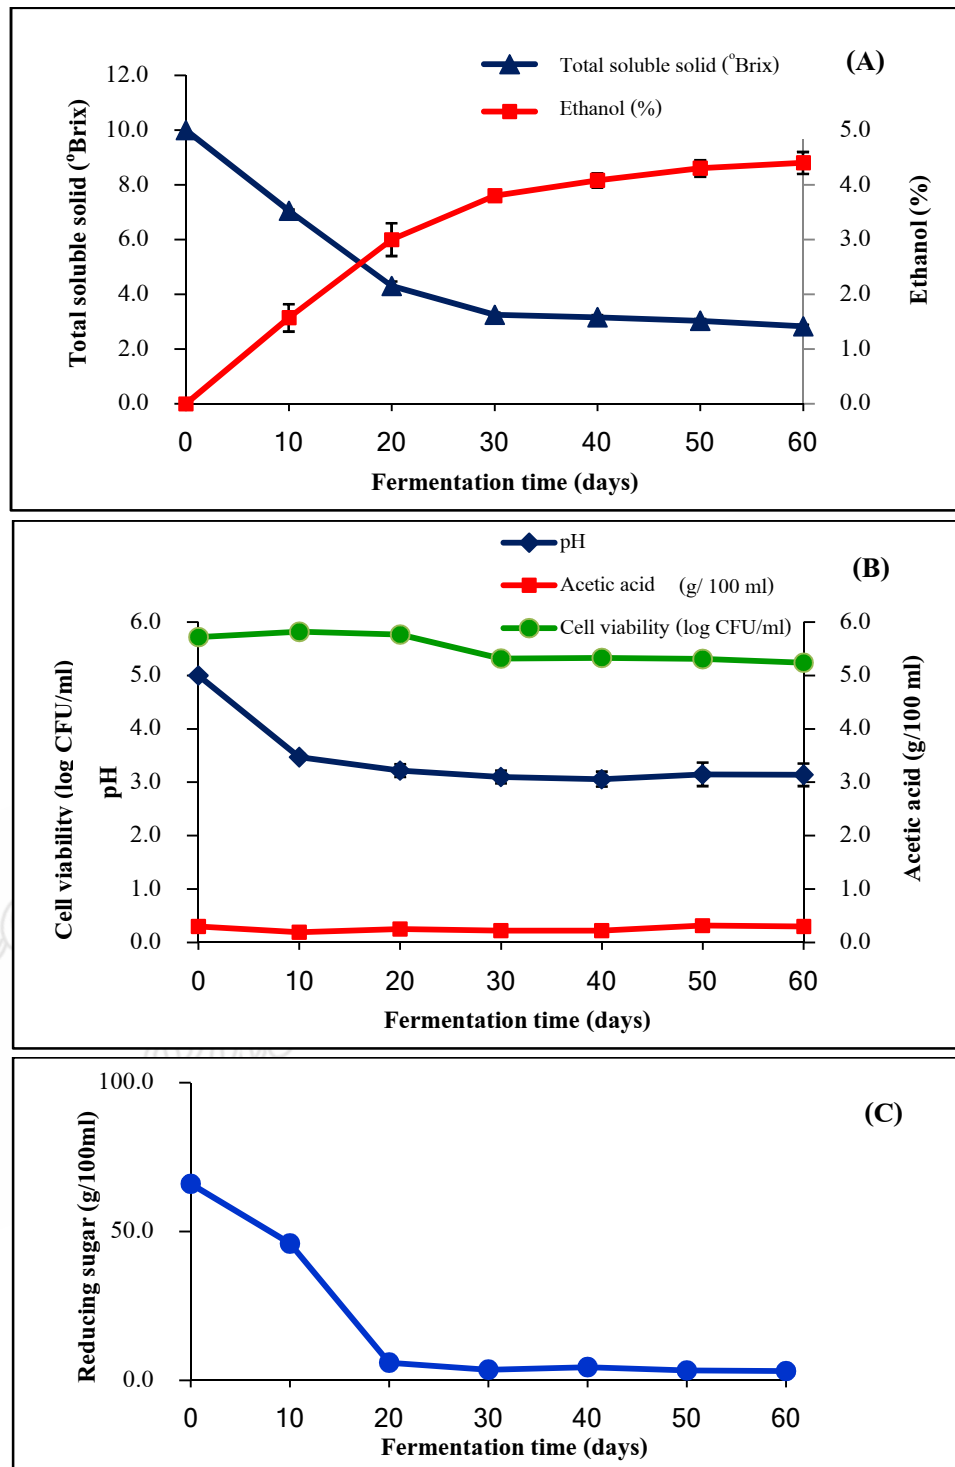 (A)
Total soluble solid (°Brix)
Ethanol (%)
12.0
10.0
8.0
6.0
4.0
2.0
0.0
Total soluble solid (°Brix)
5.0
4.0
3.0
2.0
1.0
0.0
Ethanol (%)
0 10 20 30 40 50 60
Fermentation time (days)
(B)
pH
Acetic acid (g/ 100 ml)
Cell viability (log CFU/ml)
6.0
5.0
4.0
3.0
2.0
1.0
0.0
Cell viability (log CFU/ml)
pH
6.0
5.0
4.0
3.0
2.0
1.0
0.0
Acetic acid (g/100 ml)
0 10 20 30 40 50 60
Fermentation time (days)
(C)
100.0
50.0
0.0
Reducing sugar (g/100ml)
0 10 20 30 40 50 60
Fermentation time (days)